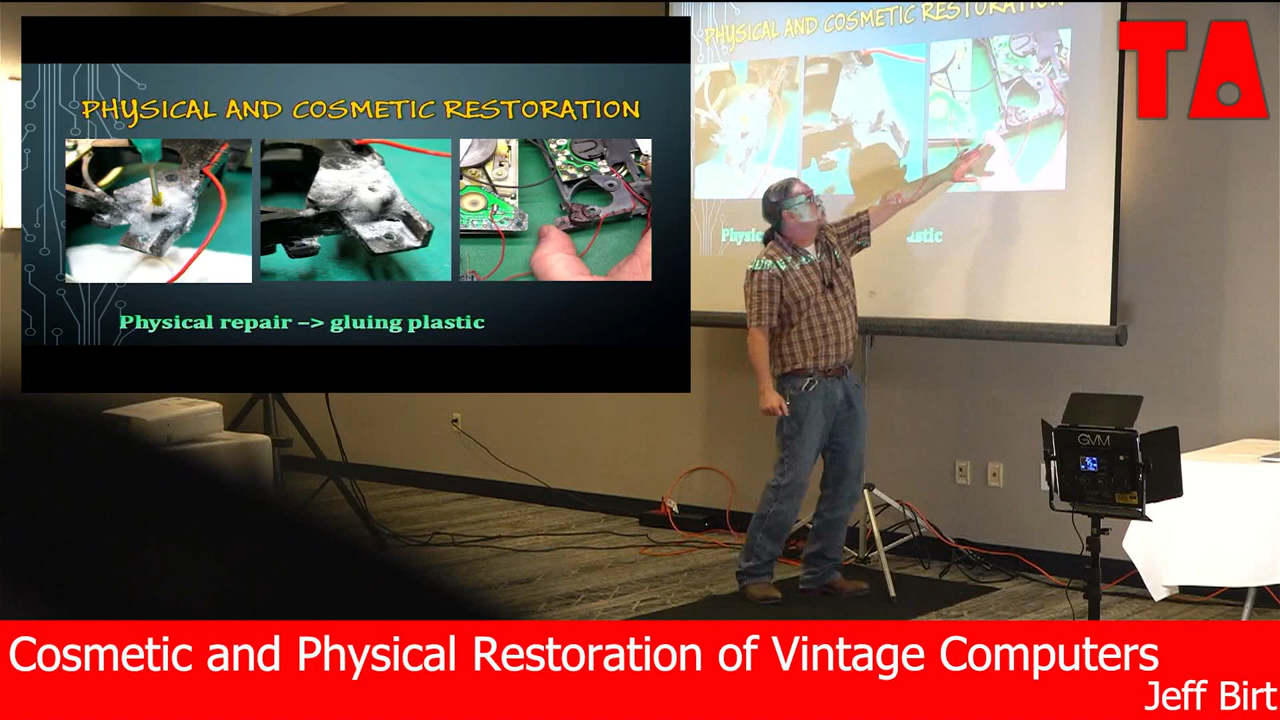 PHYSICAL AND COSMETIC RESTORATION
Physical repair –> gluing plastic
PHYSICAL AND COSMETIC RESTORATION
TA
GVM
Cosmetic and Physical Restoration of Vintage Computers
Jeff Birt